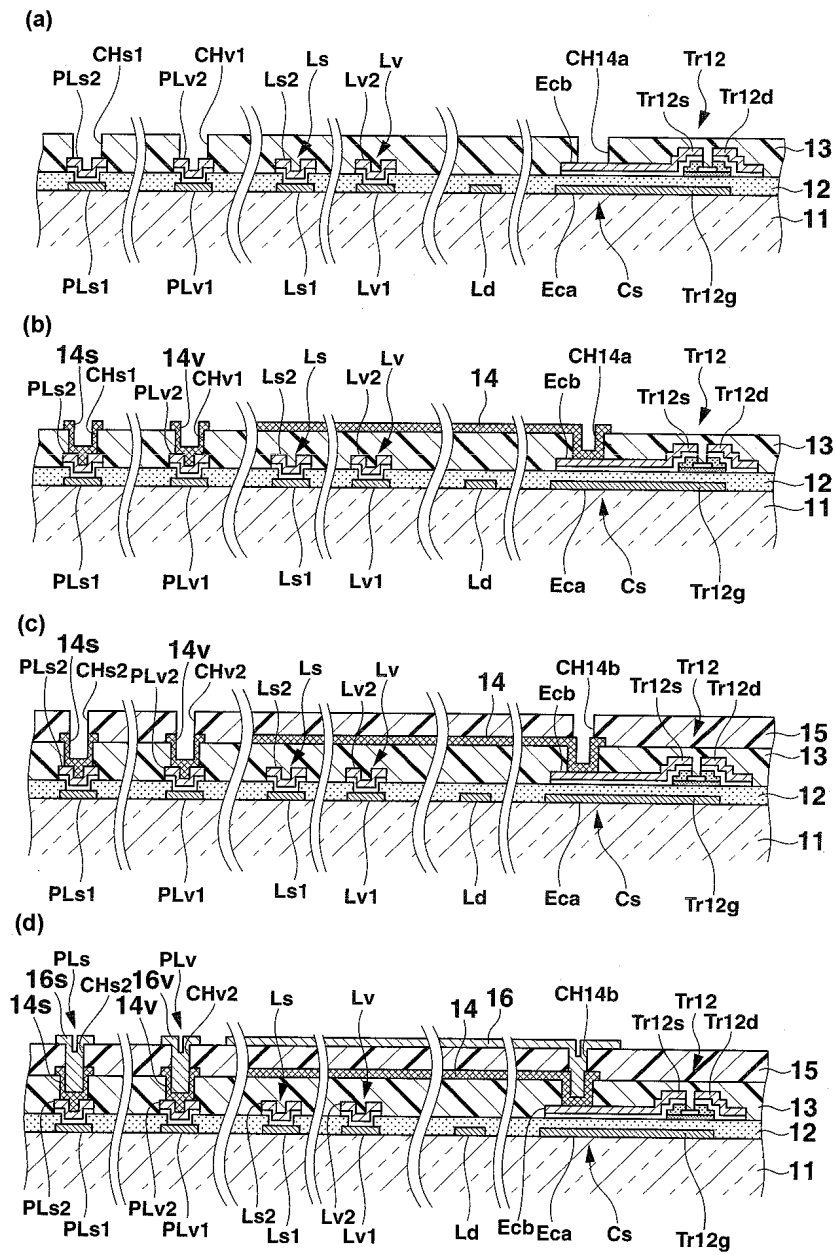 (a)
CHs1 CHv1 Ls CH14a Tr12
PLs2 PLv2 Ls2 Lv2 Lv Ecb Tr12s Tr12d
13
12
11
PLs1 PLv1 Ls1 Lv1 Ld Eca Cs Tr12g
(b)
14s 14v Ls Lv CH14a Tr12
PLs2 CHs1 PLv2 CHv1 Ls2 Lv2 14 Ecb Tr12s Tr12d
13
12
11
PLs1 PLv1 Ls1 Lv1 Ld Eca Cs Tr12g
(c)
14s 14v CH14b
PLs2 CHs2 PLv2 CHv2 Ls2 Ls Lv2 Lv 14 Ecb Tr12s Tr12 Tr12d
15
13
12
11
PLs1 PLv1 Ls1 Lv1 Ld Eca Cs Tr12g
(d)
PLs PLv
16s CHs2 16v CHv2 Ls Lv 16 CH14b Tr12
14s 14v 14 Tr12s Tr12d
15
13
12
11
PLs2 PLs1 PLv2 PLv1 Ls2 Ls1 Lv2 Lv1 Ld Ecb Eca Cs Tr12g